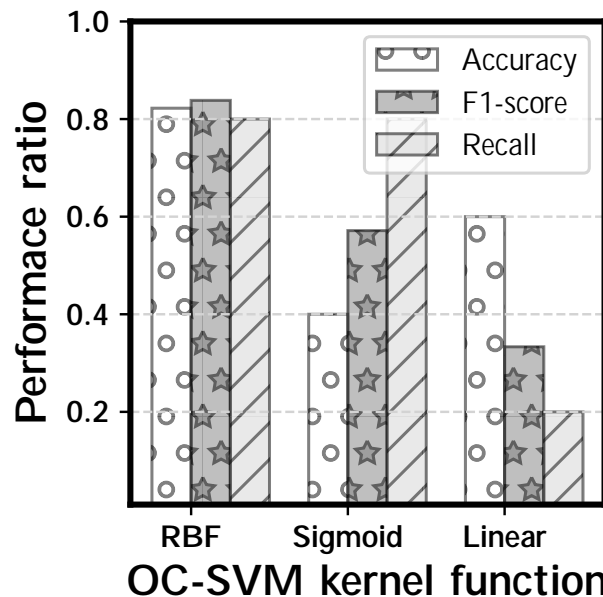 1.0
0.8
0.6
0.4
0.2
Performace ratio
Accuracy
F1-score
Recall
RBF Sigmoid Linear
OC-SVM kernel function